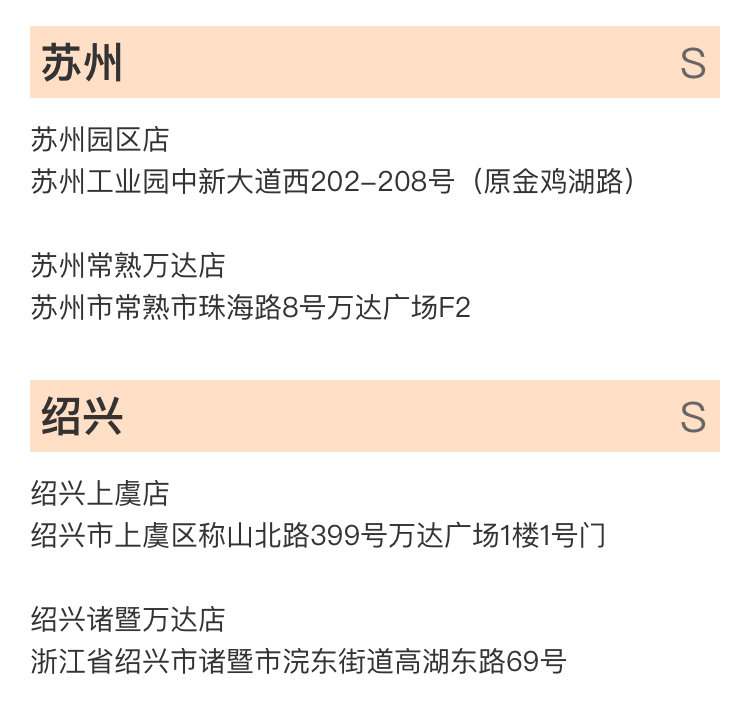 苏州 S
苏州园区店
苏州工业园中新大道西202-208号（原金鸡湖路）
苏州常熟万达店
苏州市常熟市珠海路8号万达广场F2
绍兴 S
绍兴上虞店
绍兴市上虞区称山北路399号万达广场1楼1号门
绍兴诸暨万达店
浙江省绍兴市诸暨市浣东街道高湖东路69号